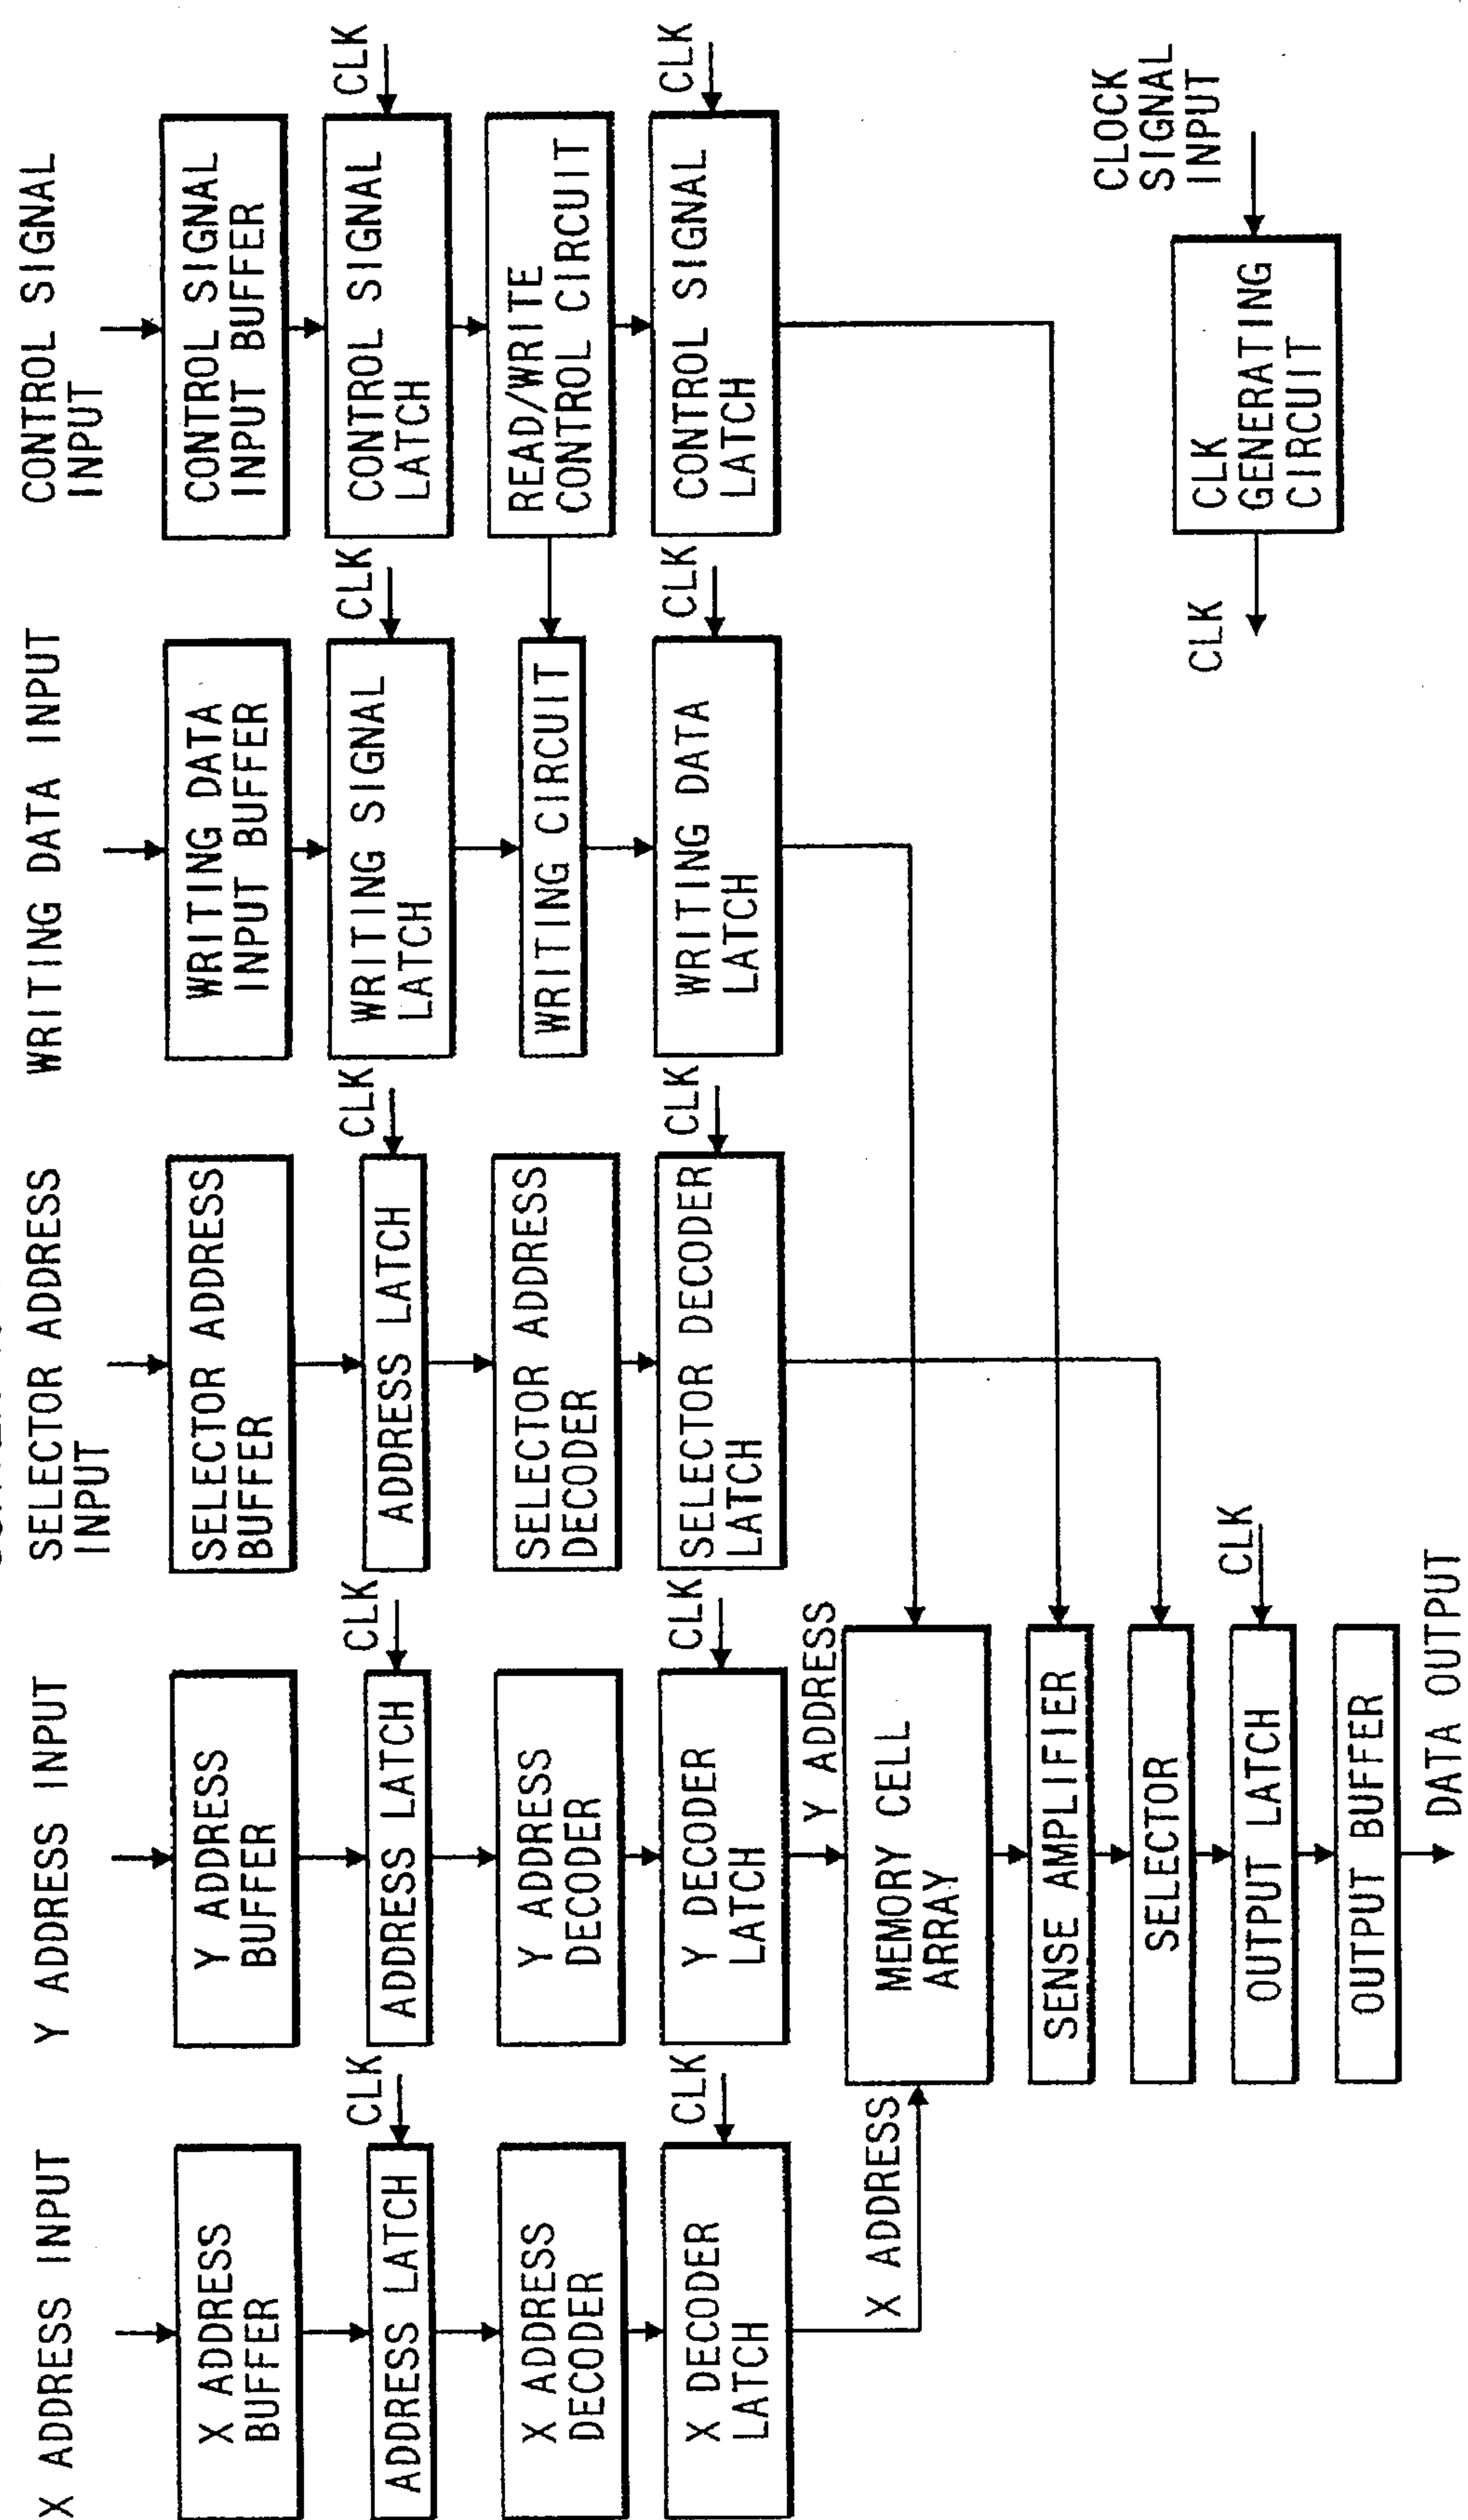 X ADDRESS INPUT
Y ADDRESS INPUT
SELECTOR ADDRESS
INPUT
WRITING DATA INPUT
CONTROL SIGNAL
INPUT
X ADDRESS
BUFFER
Y ADDRESS
BUFFER
SELECTOR ADDRESS
BUFFER
WRITING DATA
INPUT BUFFER
CONTROL SIGNAL
INPUT BUFFER
CLK
CLK
CLK
CLK
CLK
ADDRESS LATCH
ADDRESS LATCH
ADDRESS LATCH
WRITING SIGNAL
LATCH
CONTROL SIGNAL
LATCH
X ADDRESS
DECODER
Y ADDRESS
DECODER
SELECTOR ADDRESS
DECODER
WRITING CIRCUIT
READ/WRITE
CONTROL CIRCUIT
CLK
CLK
CLK
CLK
CLK
X DECODER
LATCH
Y DECODER
LATCH
SELECTOR DECODER
LATCH
WRITING DATA
LATCH
CONTROL SIGNAL
LATCH
X ADDRESS
Y ADDRESS
MEMORY CELL
ARRAY
SENSE AMPLIFIER
SELECTOR
CLK
OUTPUT LATCH
OUTPUT BUFFER
DATA OUTPUT
CLOCK
SIGNAL
INPUT
CLK
GENERATING
CIRCUIT
CLK